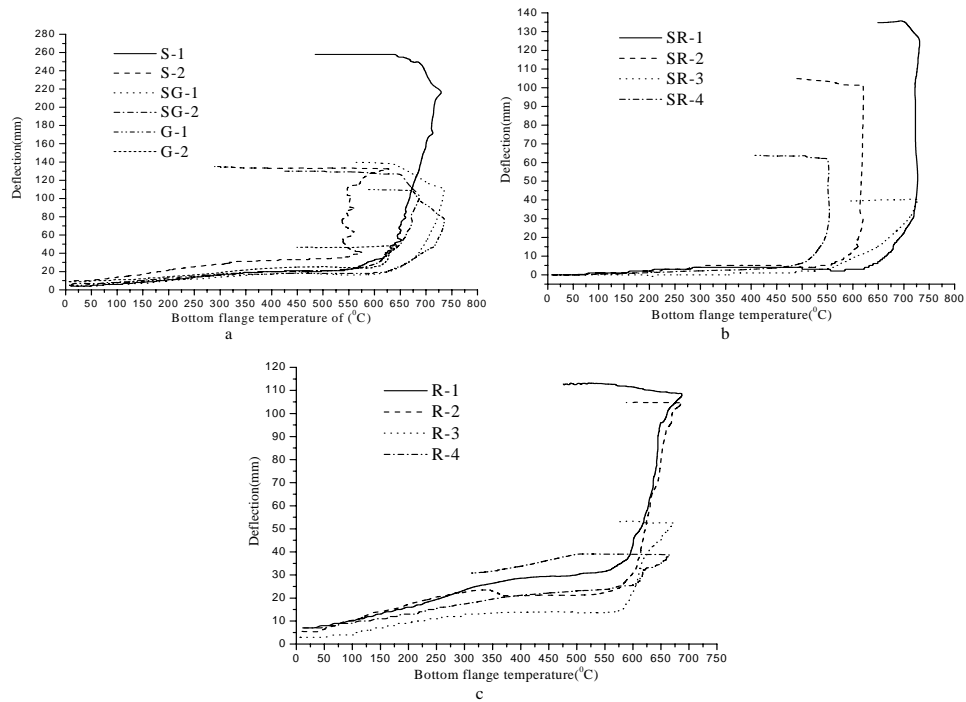 280
260
240
220
200
180
160
140
120
100
80
60
40
20
0
Deflection(mm)
S-1
S-2
SG-1
SG-2
G-1
G-2
0 50 100 150 200 250 300 350 400 450 500 550 600 650 700 750 800
Bottom flange temperature of (⁰C)
a
140
130
120
110
100
90
80
70
60
50
40
30
20
10
0
Deflection(mm)
SR-1
SR-2
SR-3
SR-4
0 50 100 150 200 250 300 350 400 450 500 550 600 650 700 750 800
Bottom flange temperature(⁰C)
b
120
110
100
90
80
70
60
50
40
30
20
10
0
Deflection(mm)
R-1
R-2
R-3
R-4
0 50 100 150 200 250 300 350 400 450 500 550 600 650 700 750
Bottom flange temperature(⁰C)
c